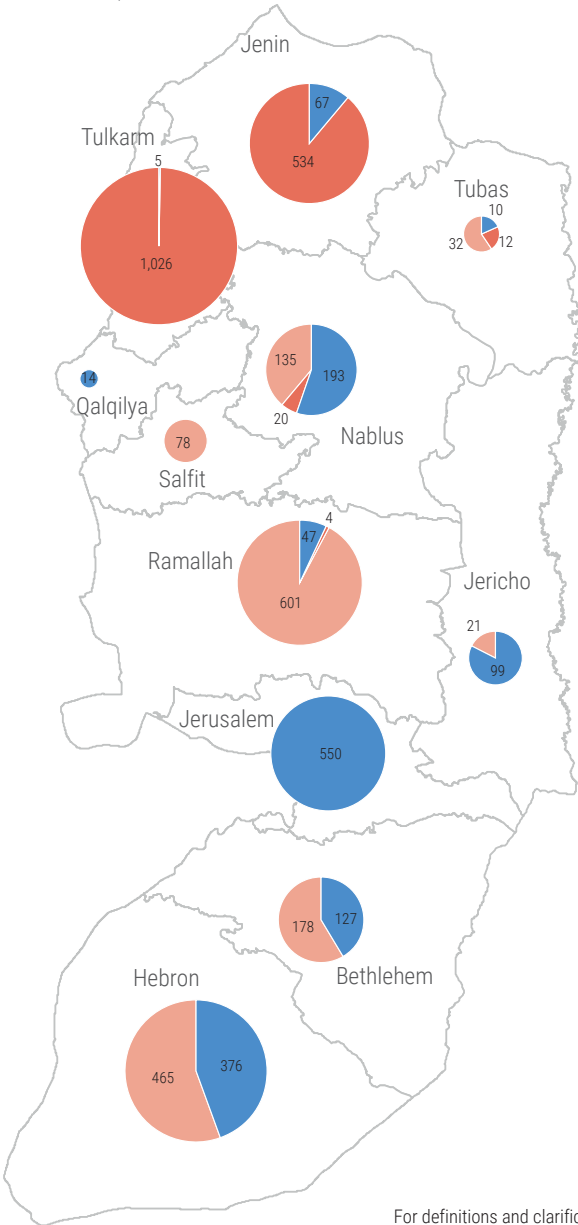 Jenin
67
534
Tulkarm
5
1,026
Tubas
10
32
12
135
193
20
Nablus
14
Qalqilya
78
Salfit
Ramallah
47
4
601
Jericho
21
99
Jerusalem
550
178
127
Bethlehem
Hebron
465
376
For definitions and clarific